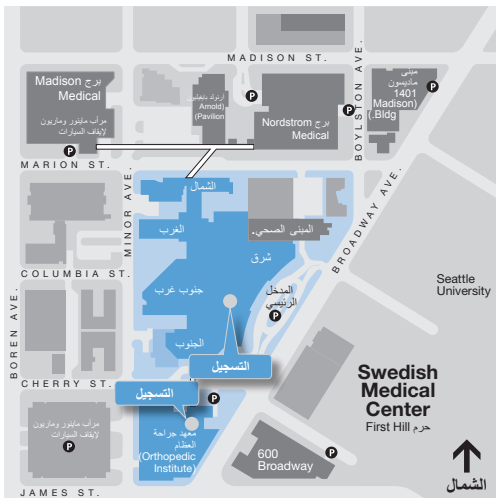 MADISON ST.
برج Madison
Medical
مرآب ماينور وماريون
لإيقاف السيارات
P
أرنولد بافيليون
Arnold)
(Pavilion
P
برج Nordstrom
Medical
P
BOYLSTON AVE.
مبنى
ماديسون
1401
Madison)
(.Bldg
P
MARION ST.
MINOR AVE.
الشمال
الغرب
المبنى الصحي.
شرق
BROADWAY AVE.
COLUMBIA ST.
جنوب غرب
المدخل
الرئيسي
P
Seattle
University
BOREN AVE.
الجنوب
P
التسجيل
CHERRY ST.
التسجيل
P
Swedish
Medical
Center
حرم First Hill
مرآب ماينور وماريون
لإيقاف السيارات
P
معهد جراحة
العظام
Orthopedic)
(Institute
600
Broadway
P
الشمال
JAMES ST.